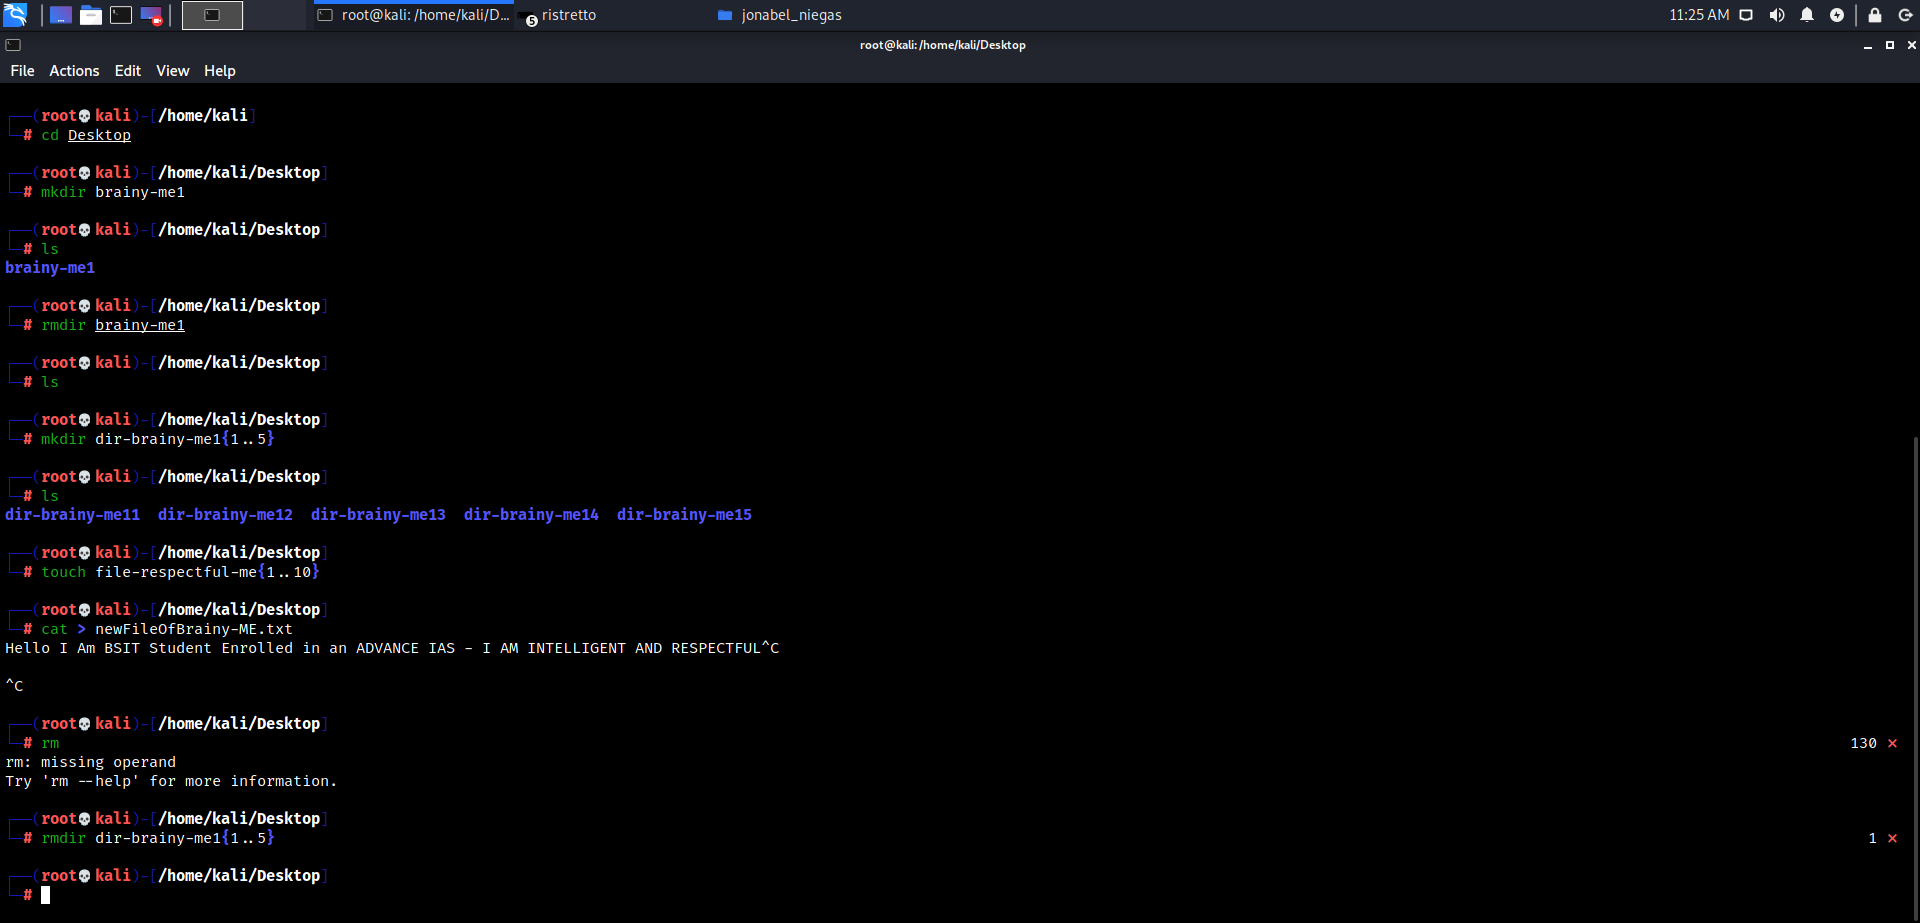 root@kali: /home/kali/D... 5 ristretto jonabel_niegas 11:25 AM
root@kali: /home/kali/Desktop
File Actions Edit View Help
┌──(root💀kali)-[/home/kali]
└─# cd Desktop
┌──(root💀kali)-[/home/kali/Desktop]
└─# mkdir brainy-me1
┌──(root💀kali)-[/home/kali/Desktop]
└─# ls
brainy-me1
┌──(root💀kali)-[/home/kali/Desktop]
└─# rmdir brainy-me1
┌──(root💀kali)-[/home/kali/Desktop]
└─# ls
┌──(root💀kali)-[/home/kali/Desktop]
└─# mkdir dir-brainy-me1{1..5}
┌──(root💀kali)-[/home/kali/Desktop]
└─# ls
dir-brainy-me11 dir-brainy-me12 dir-brainy-me13 dir-brainy-me14 dir-brainy-me15
┌──(root💀kali)-[/home/kali/Desktop]
└─# touch file-respectful-me{1..10}
┌──(root💀kali)-[/home/kali/Desktop]
└─# cat > newFileOfBrainy-ME.txt
Hello I Am BSIT Student Enrolled in an ADVANCE IAS - I AM INTELLIGENT AND RESPECTFUL^C
^C
┌──(root💀kali)-[/home/kali/Desktop]
└─# rm 130 ⨯
rm: missing operand
Try 'rm --help' for more information.
┌──(root💀kali)-[/home/kali/Desktop]
└─# rmdir dir-brainy-me1{1..5} 1 ⨯
┌──(root💀kali)-[/home/kali/Desktop]
└─#